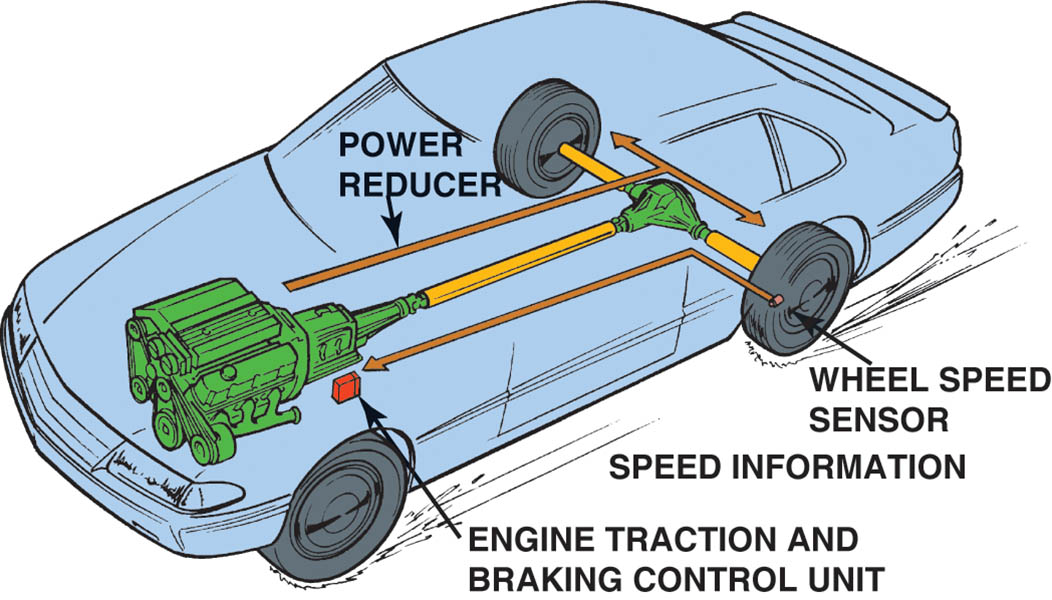 POWER
REDUCER
WHEEL SPEED
SENSOR
SPEED INFORMATION
ENGINE TRACTION AND
BRAKING CONTROL UNIT